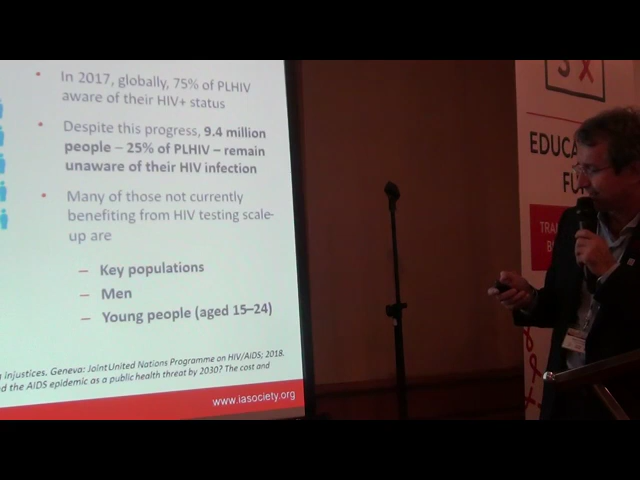 • In 2017, globally, 75% of PLHIV
aware of their HIV+ status
• Despite this progress, 9.4 million
people – 25% of PLHIV – remain
unaware of their HIV infection
• Many of those not currently
benefiting from HIV testing scale-
up are
– Key populations
– Men
– Young people (aged 15–24)
injustices. Geneva: Joint United Nations Programme on HIV/AIDS; 2018.
the AIDS epidemic as a public health threat by 2030? The cost and
www.iasociety.org